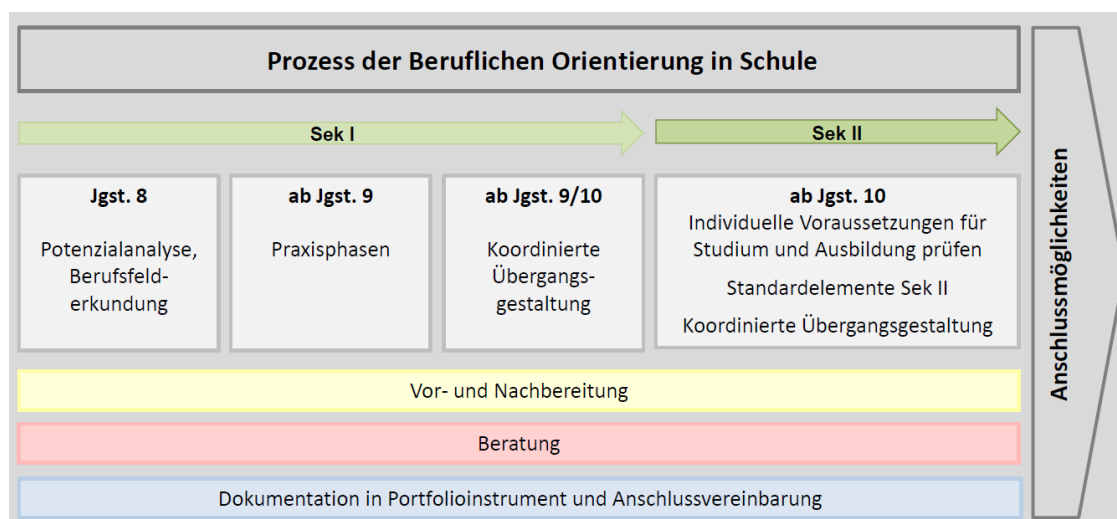 Prozess der Beruflichen Orientierung in Schule
Sek I
Sek II
Jgst. 8
Potenzialanalyse,
Berufsfeld-
erkundung
ab Jgst. 9
Praxisphasen
ab Jgst. 9/10
Koordinierte
Übergangs-
gestaltung
ab Jgst. 10
Individuelle Voraussetzungen für
Studium und Ausbildung prüfen
Standardelemente Sek II
Koordinierte Übergangsgestaltung
Vor- und Nachbereitung
Beratung
Dokumentation in Portfolioinstrument und Anschlussvereinbarung
Anschlussmöglichkeiten